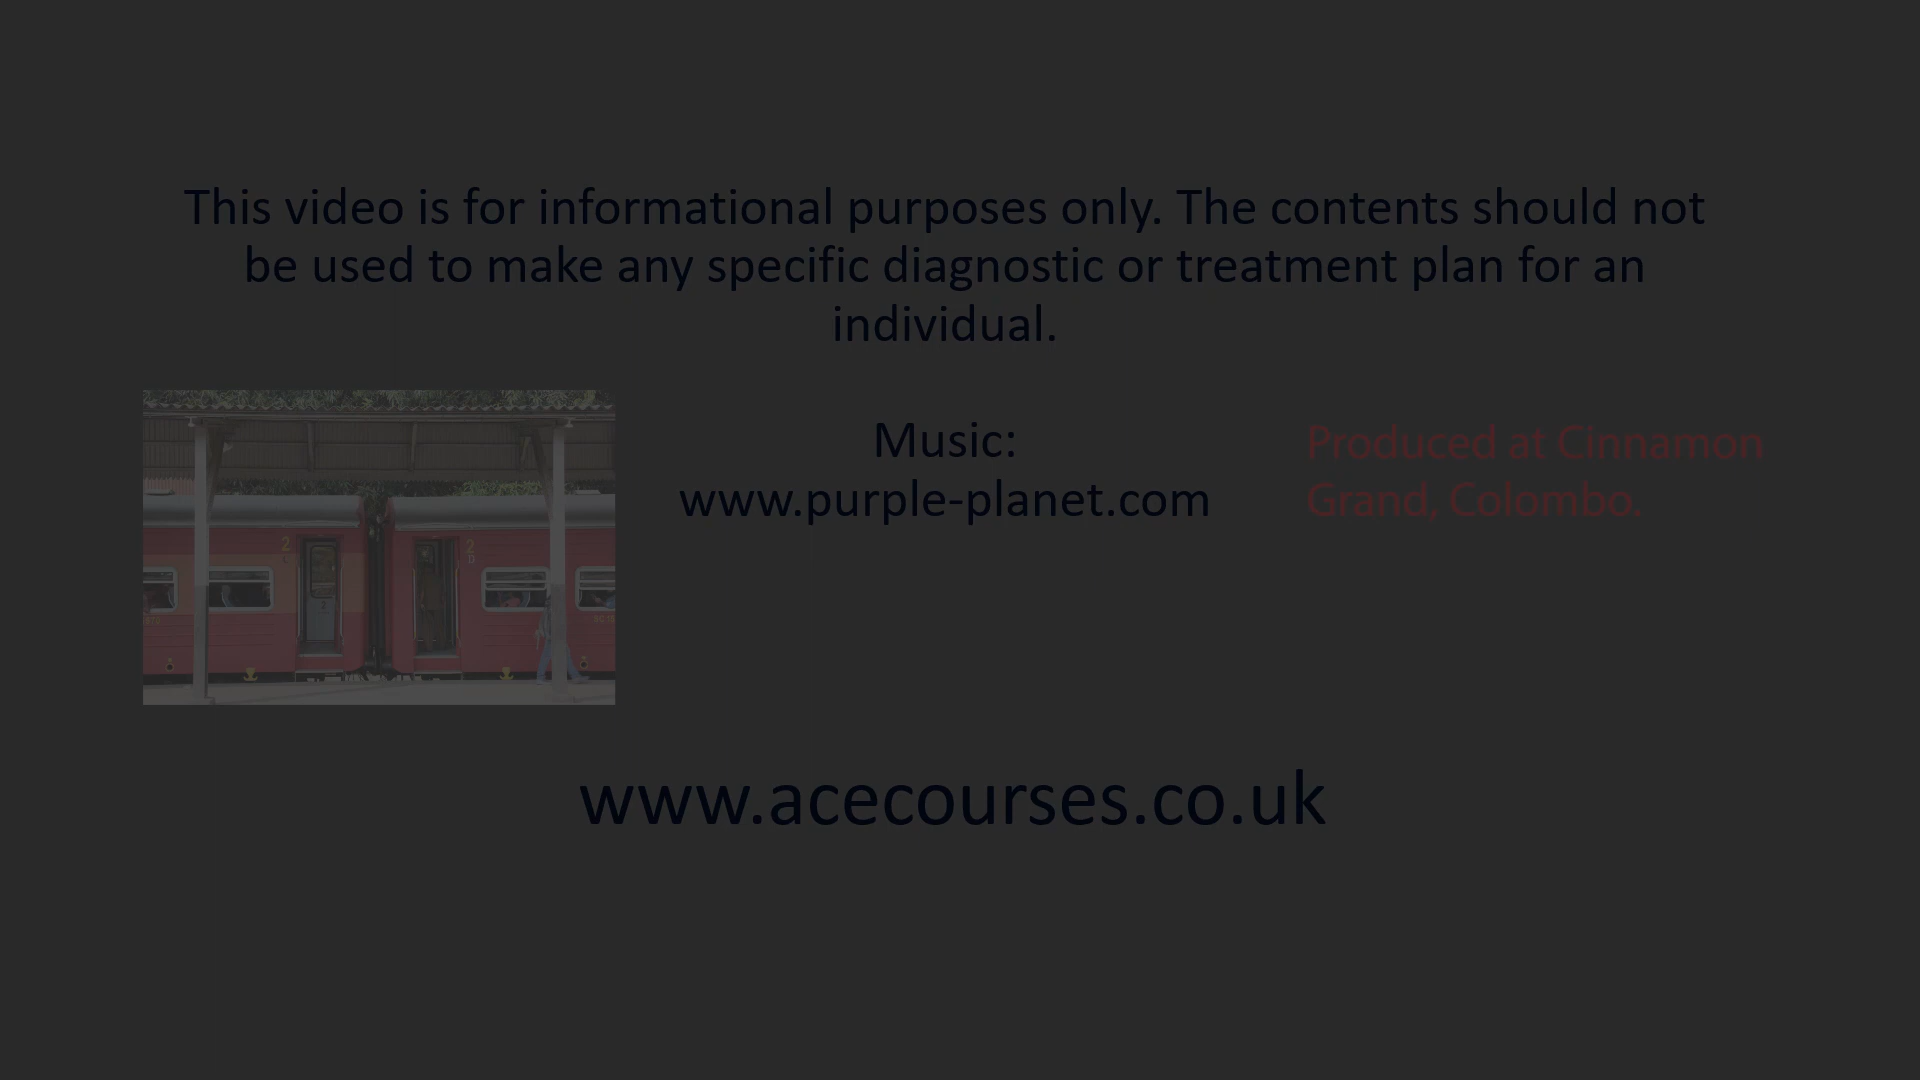 This video is for informational purposes only. The contents should not
be used to make any specific diagnostic or treatment plan for an
individual.
Music:
www.purple-planet.com
Produced at Cinnamon
Grand, Colombo.
2
2
www.acecourses.co.uk